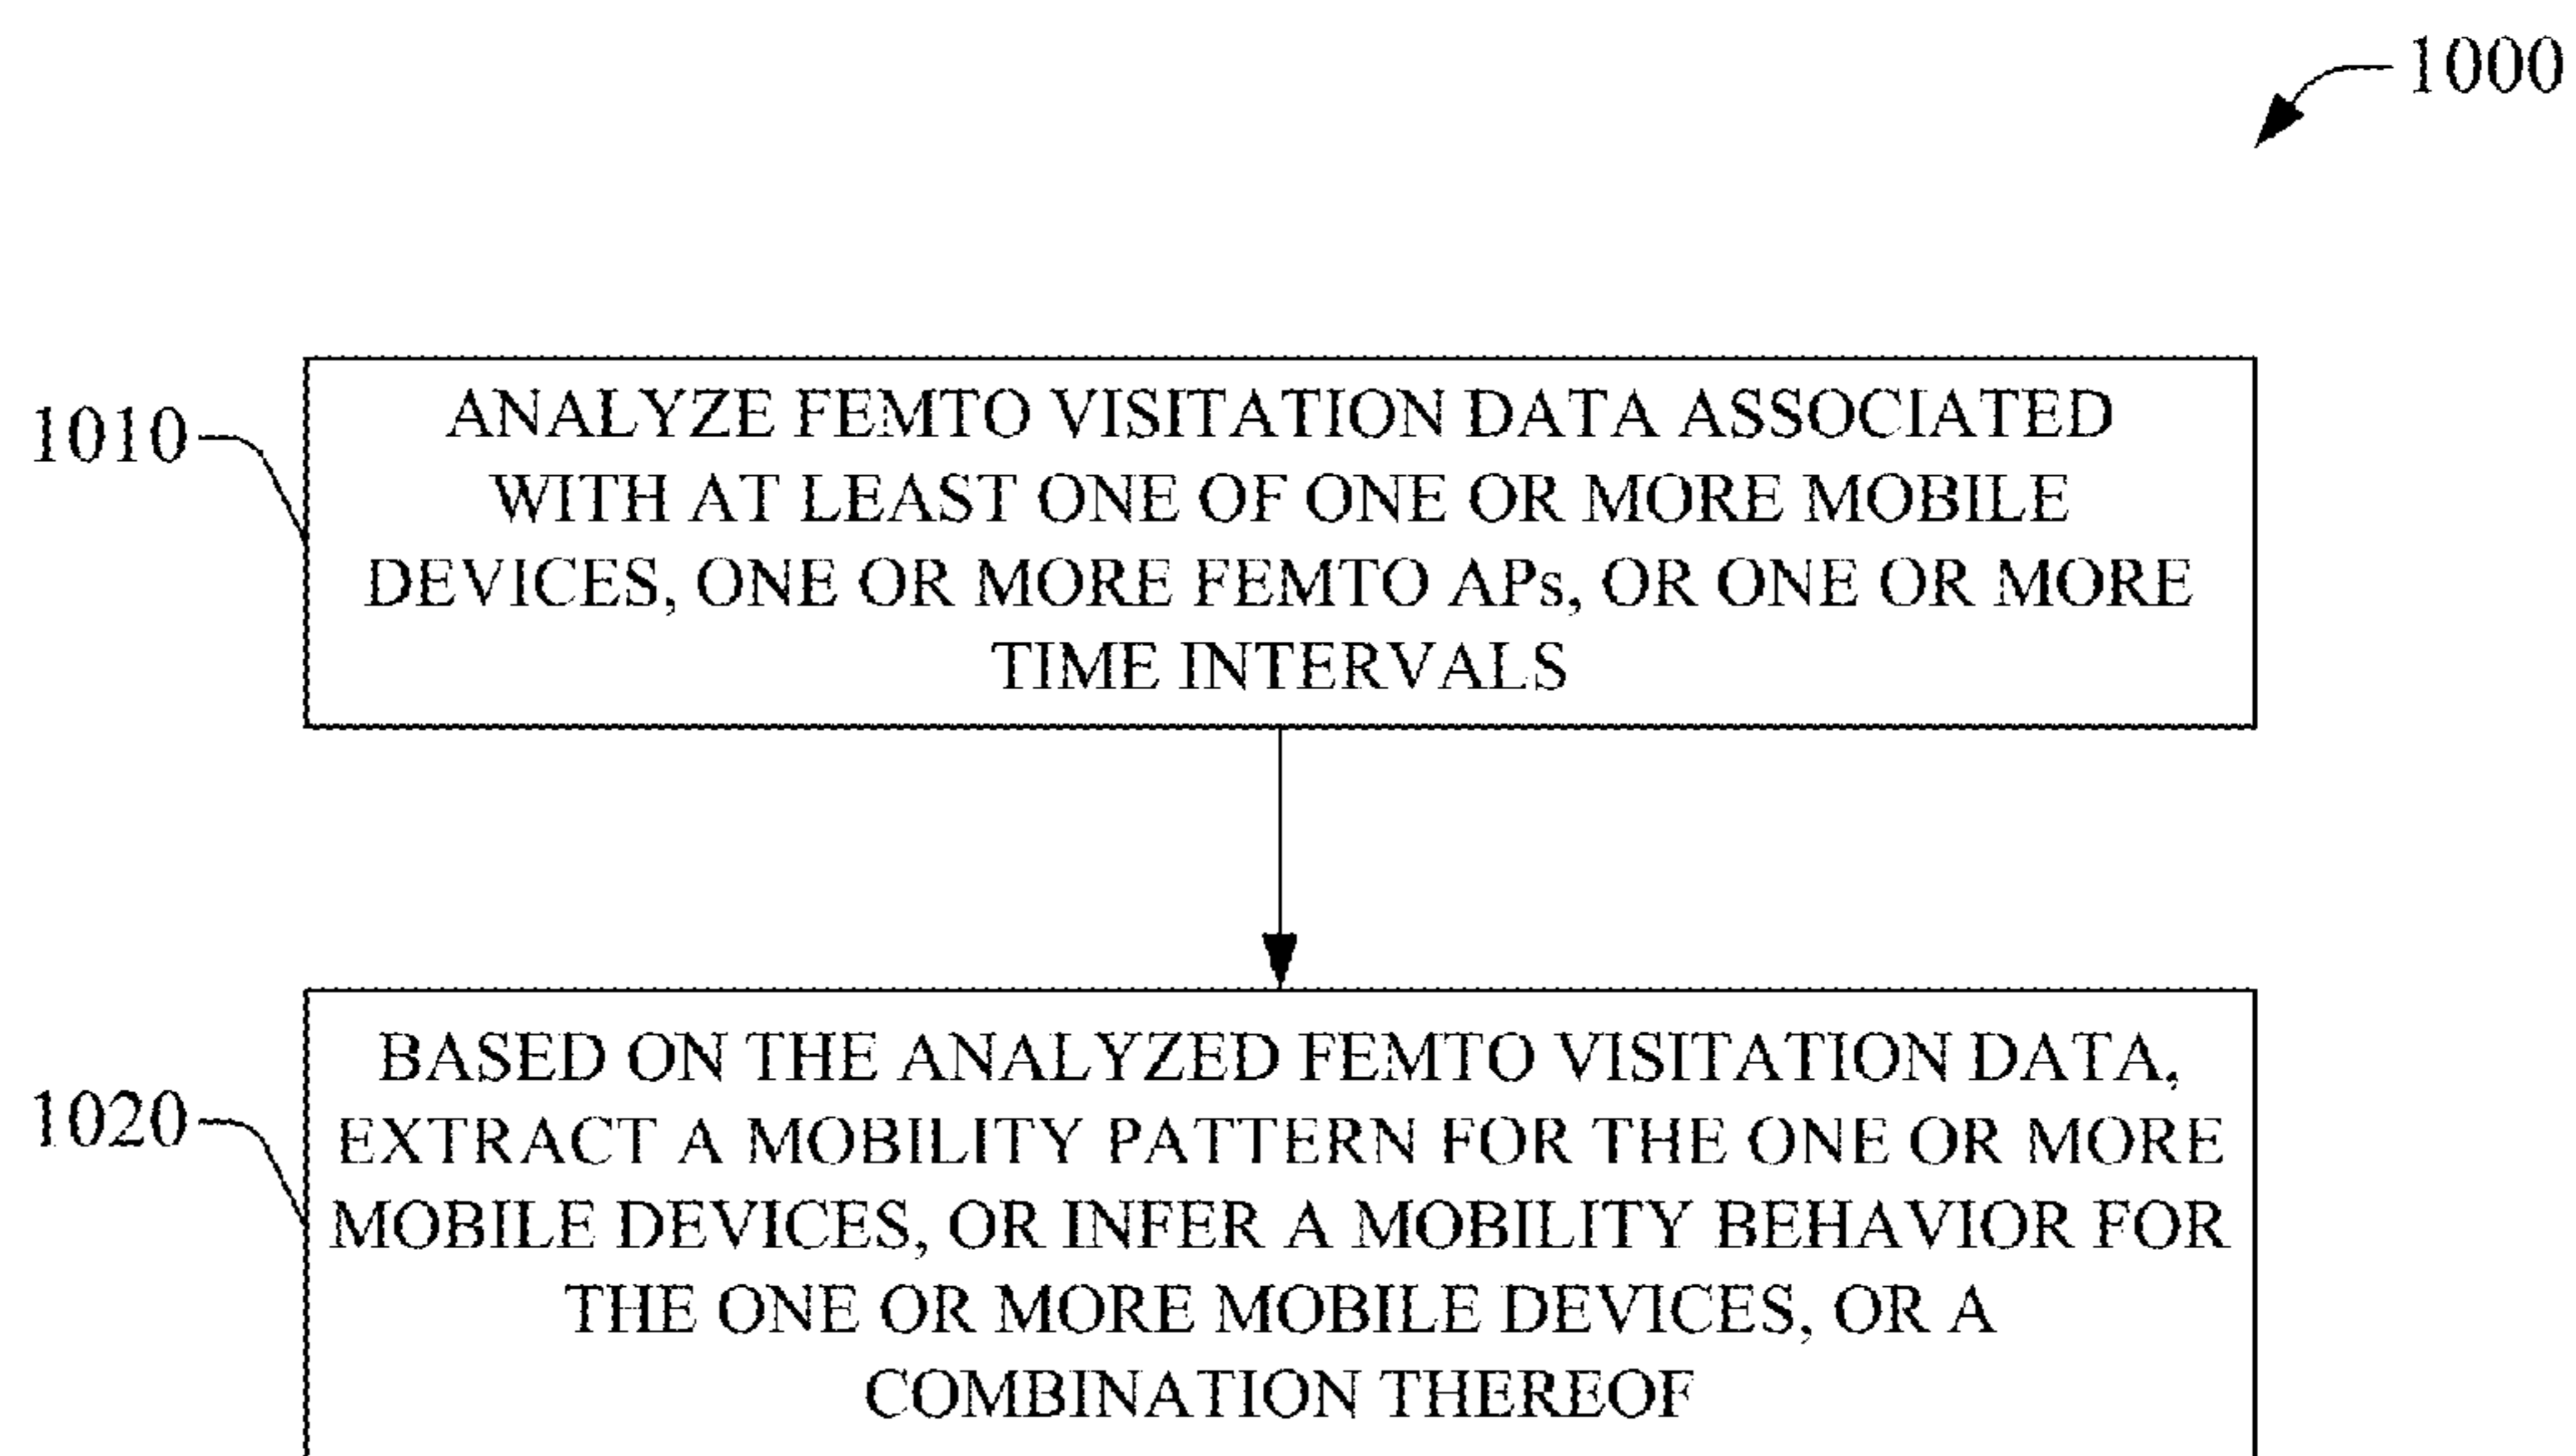 1000
1010
ANALYZE FEMTO VISITATION DATA ASSOCIATED
WITH AT LEAST ONE OF ONE OR MORE MOBILE
DEVICES, ONE OR MORE FEMTO APs, OR ONE OR MORE
TIME INTERVALS
1020
BASED ON THE ANALYZED FEMTO VISITATION DATA,
EXTRACT A MOBILITY PATTERN FOR THE ONE OR MORE
MOBILE DEVICES, OR INFER A MOBILITY BEHAVIOR FOR
THE ONE OR MORE MOBILE DEVICES, OR A
COMBINATION THEREOF